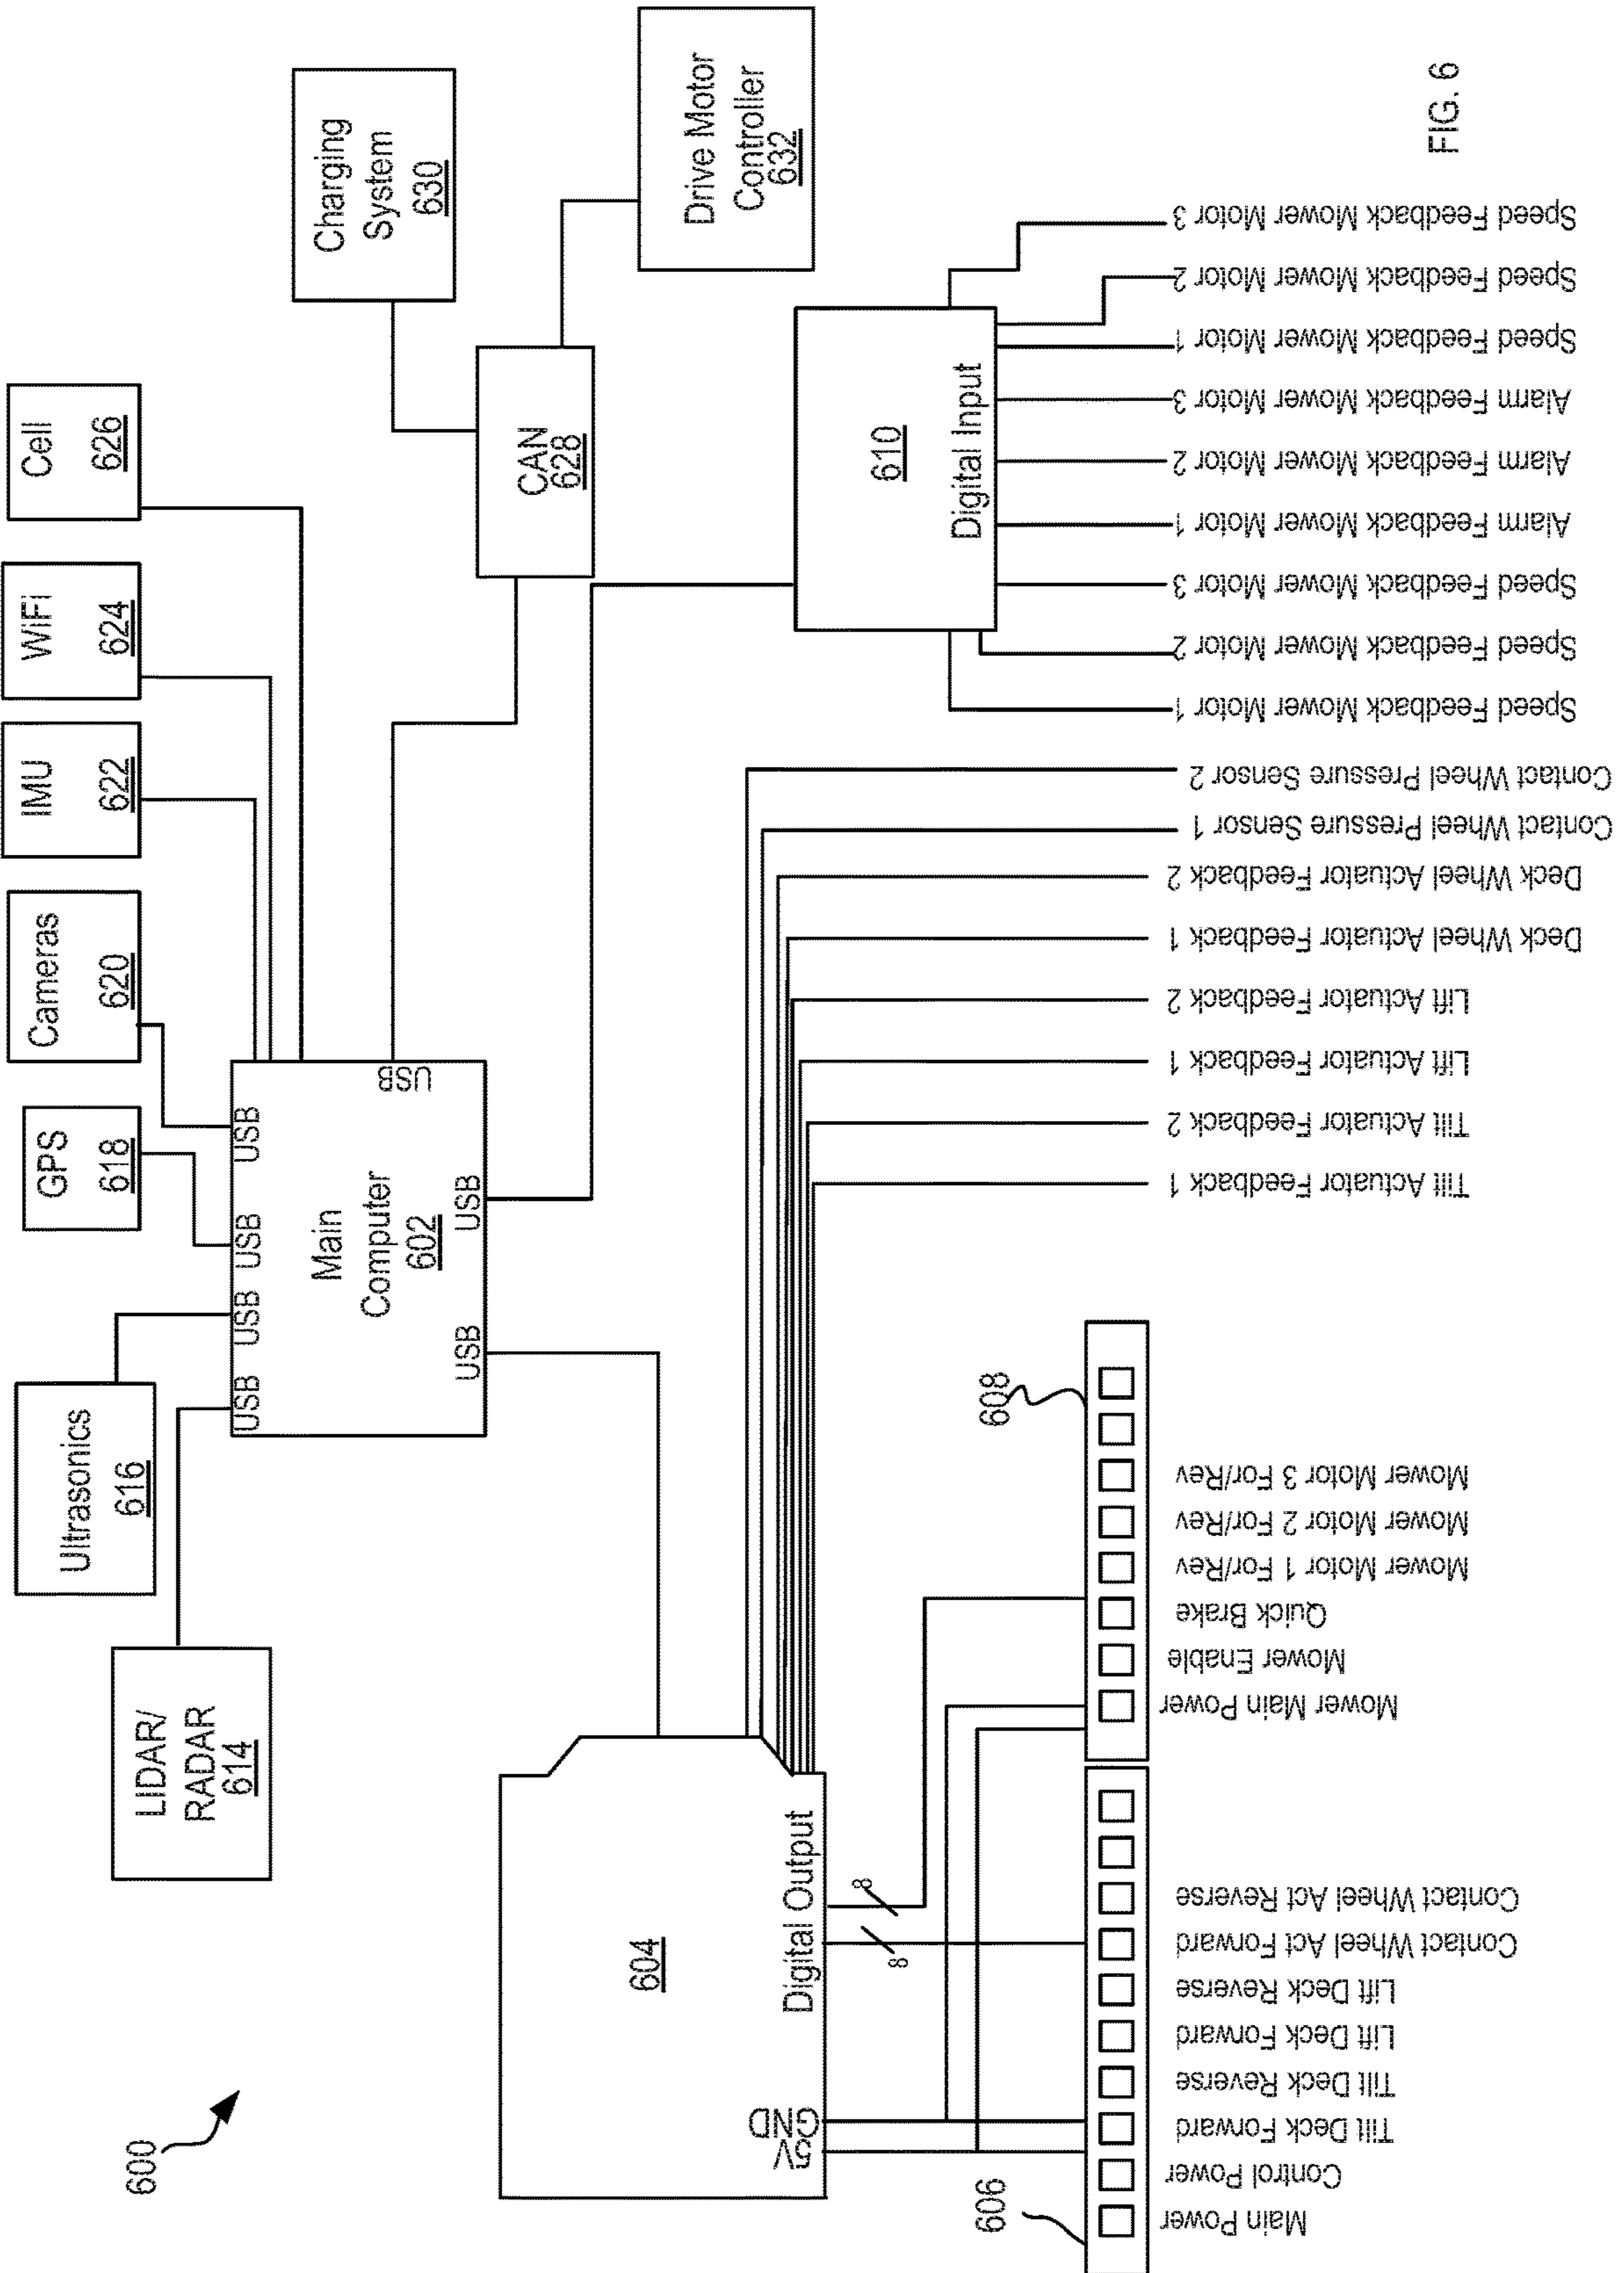 600
LIDAR/
RADAR
614
Ultrasonics
616
GPS
618
Cameras
620
IMU
622
WiFi
624
Cell
626
USB
USB
USB
USB
Main
Computer
602
USB
USB
USB
Charging
System
630
CAN
628
Drive Motor
Controller
632
604
5V
GND
Digital Output
8
8
610
Digital Input
606
608
Main Power
Control Power
Tilt Deck Forward
Tilt Deck Reverse
Lift Deck Forward
Lift Deck Reverse
Contact Wheel Act Forward
Contact Wheel Act Reverse
Mower Main Power
Mower Enable
Quick Brake
Mower Motor 1 For/Rev
Mower Motor 2 For/Rev
Mower Motor 3 For/Rev
Tilt Actuator Feedback 1
Tilt Actuator Feedback 2
Lift Actuator Feedback 1
Lift Actuator Feedback 2
Deck Wheel Actuator Feedback 1
Deck Wheel Actuator Feedback 2
Contact Wheel Pressure Sensor 1
Contact Wheel Pressure Sensor 2
Speed Feedback Mower Motor 1
Speed Feedback Mower Motor 2
Speed Feedback Mower Motor 3
Alarm Feedback Mower Motor 1
Alarm Feedback Mower Motor 2
Alarm Feedback Mower Motor 3
Speed Feedback Mower Motor 1
Speed Feedback Mower Motor 2
Speed Feedback Mower Motor 3
FIG. 6